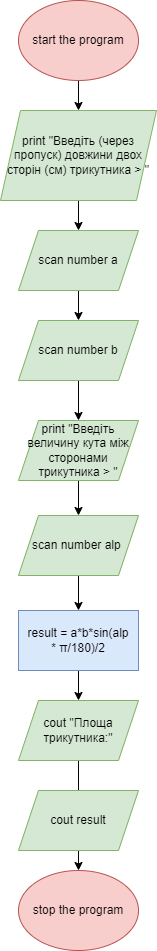 start the program
print "Введіть (через
пропуск) довжини двох
сторін (см) трикутника > "
scan number a
scan number b
print "Введіть
величину кута між
сторонами
трикутника > "
scan number alp
result = a*b*sin(alp
* π/180)/2
cout "Площа
трикутника:"
cout result
stop the program